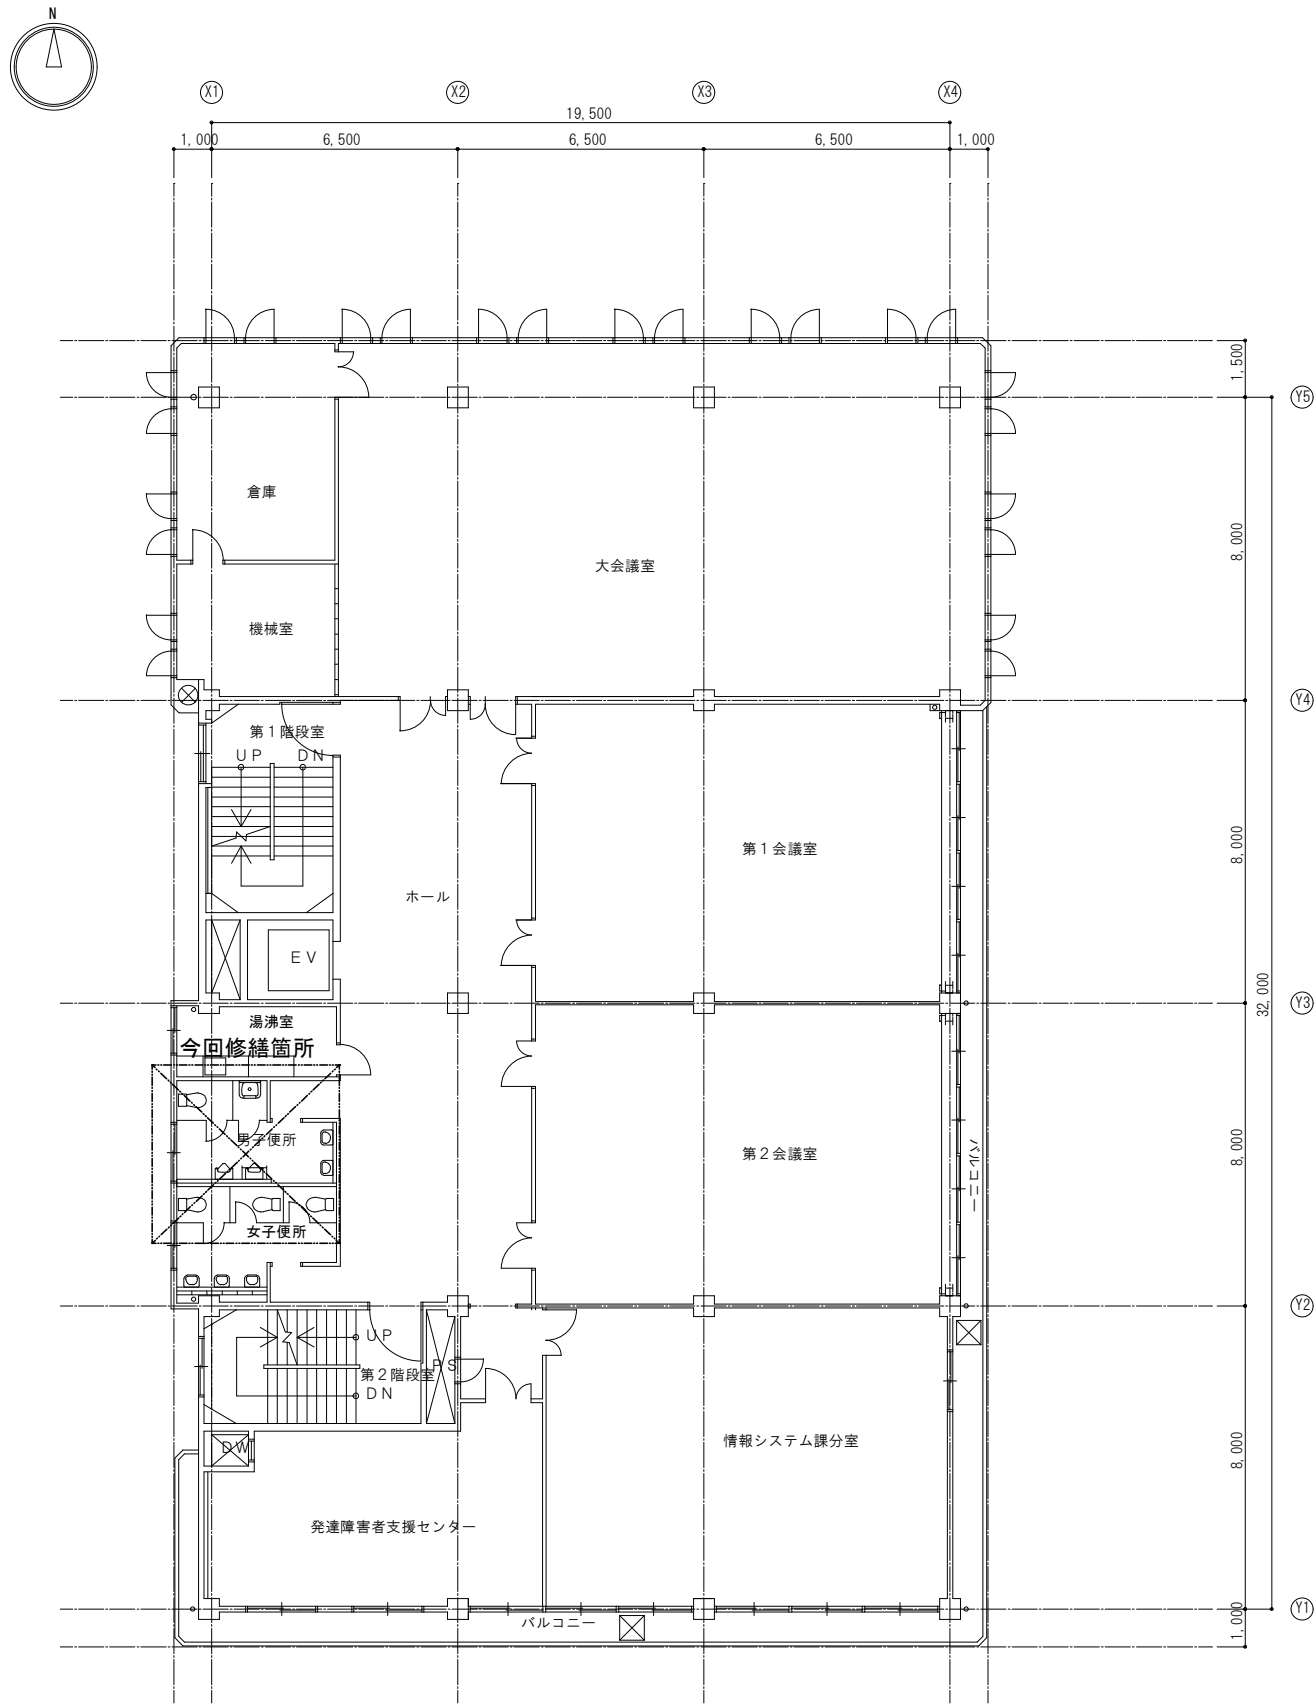 N
X1
X2
X3
X4
19,500
1,000
6,500
6,500
6,500
1,000
1,500
Y5
倉庫
8,000
大会議室
機械室
Y4
第1階段室
UP
DN
第1会議室
8,000
ホール
EV
32,000
Y3
湯沸室
今回修繕箇所
男子便所
第2会議室
8,000
バルコニー
女子便所
Y2
UP
PS
第2階段室
DN
情報システム課分室
8,000
DW
発達障害者支援センター
Y1
バルコニー
1,000